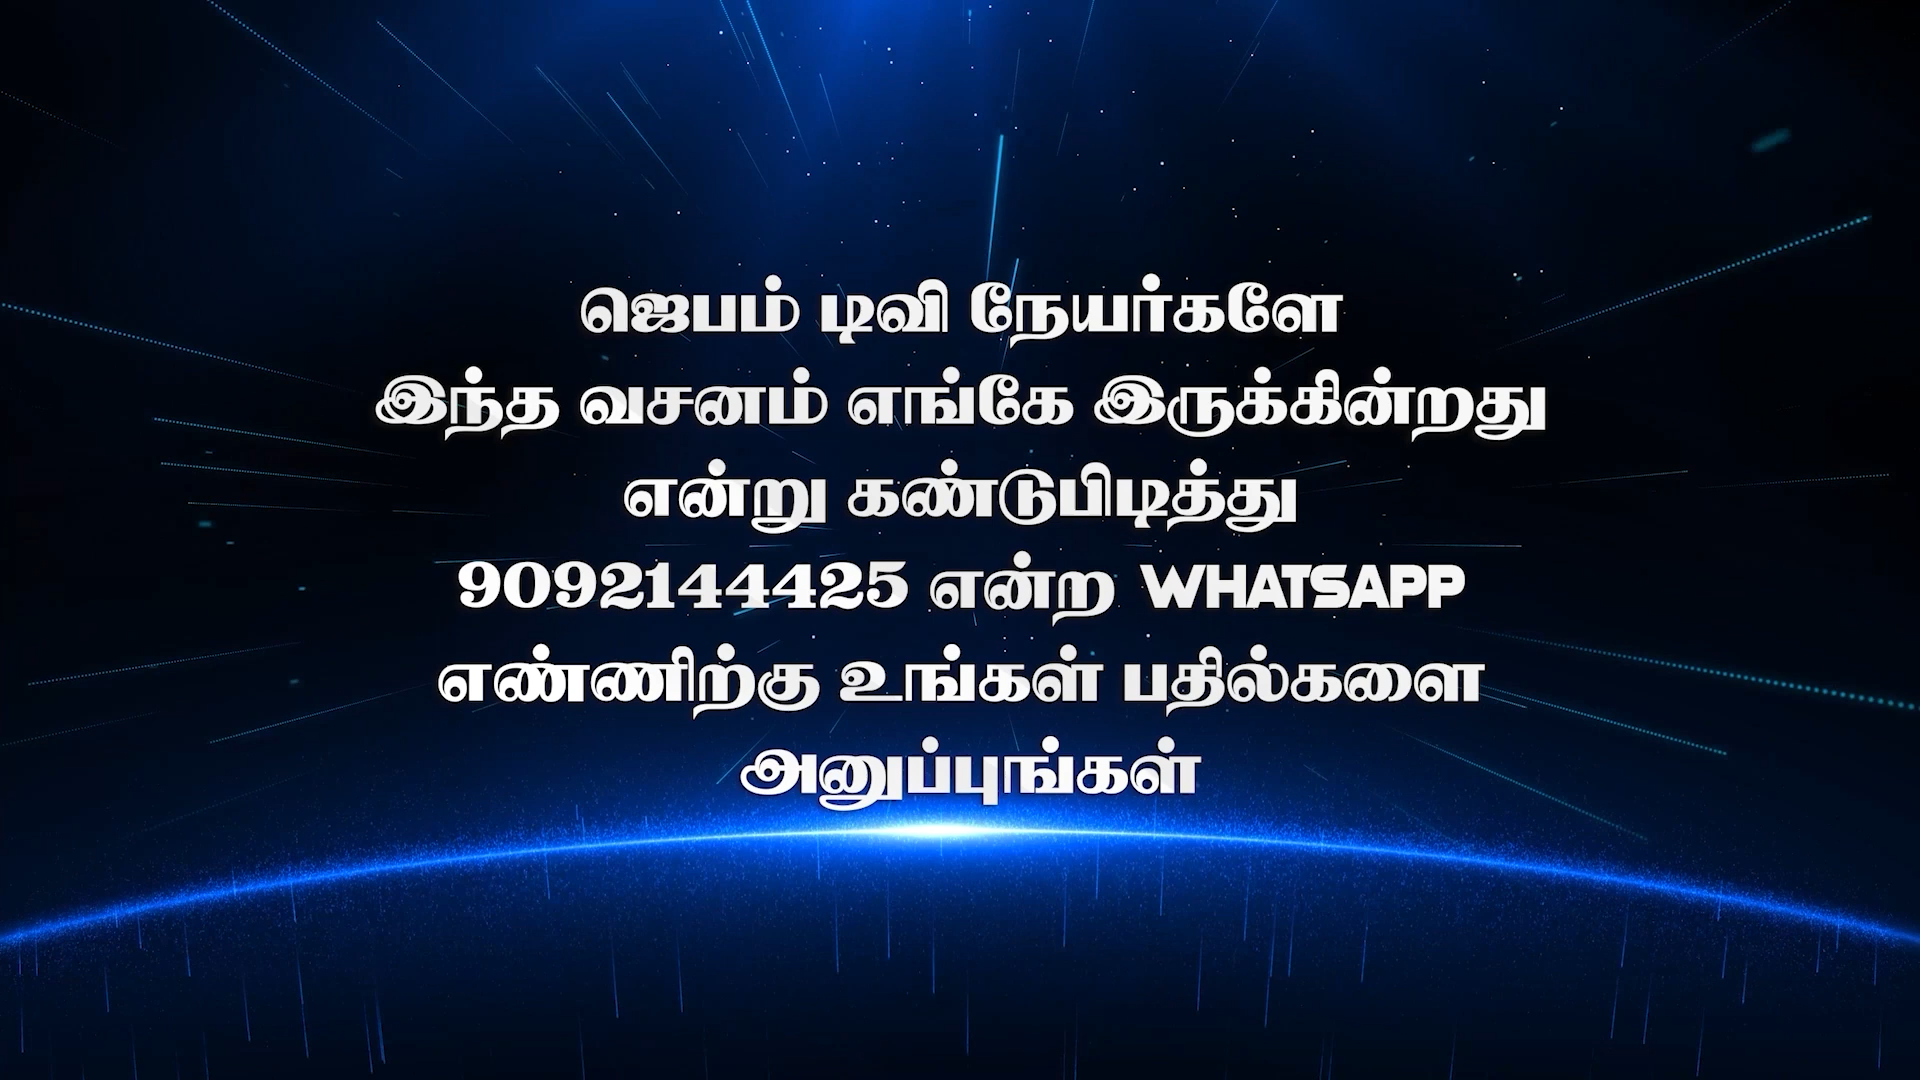 ஜெபம் டிவி நேயர்களே
இந்த வசனம் எங்கே இருக்கின்றது
என்று கண்டுபிடித்து
9092144425 என்ற WHATSAPP
எண்ணிற்கு உங்கள் பதில்களை
அனுப்புங்கள்